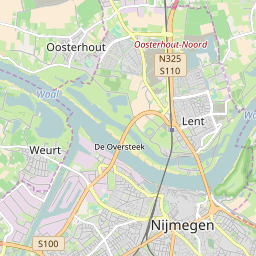 Oosterhout
Oosterhout-Noord
N325
S110
Waal
Lent
Weurt
De Oversteek
S100
Nijmegen